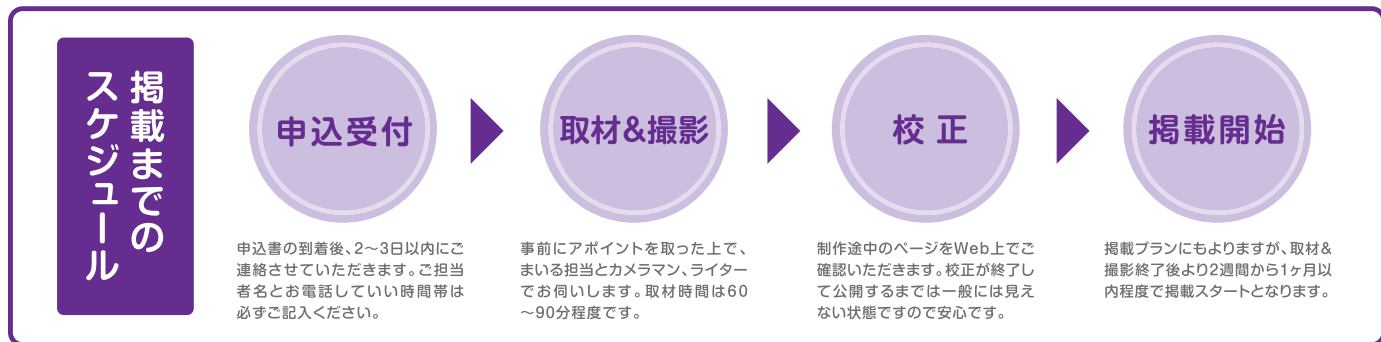 掲載までの
スケジュール
申込受付
申込書の到着後、2〜3日以内にご
連絡させていただきます。ご担当
者名とお電話していい時間帯は
必ずご記入ください。
取材&撮影
事前にアポイントを取った上で、
まいる担当とカメラマン、ライター
でお伺いします。取材時間は60
〜90分程度です。
校正
制作途中のページをWeb上でご
確認いただきます。校正が終了し
て公開するまでは一般には見え
ない状態ですので安心です。
掲載開始
掲載プランにもよりますが、取材&
撮影終了後より2週間から1ヶ月以
内程度で掲載スタートとなります。